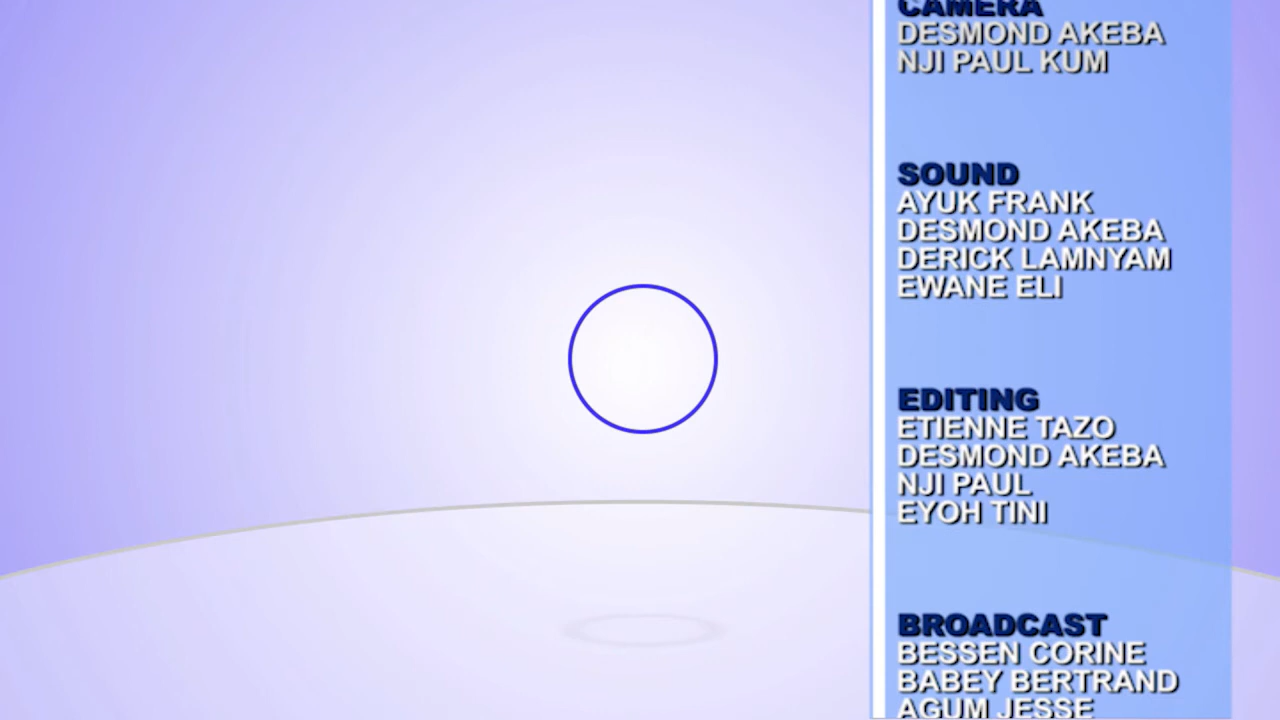 CAMERA
DESMOND AKEBA
NJI PAUL KUM
SOUND
AYUK FRANK
DESMOND AKEBA
DERICK LAMNYAM
EWANE ELI
EDITING
ETIENNE TAZO
DESMOND AKEBA
NJI PAUL
EYOH TINI
BROADCAST
BESSEN CORINE
BABEY BERTRAND
AGUM JESSE